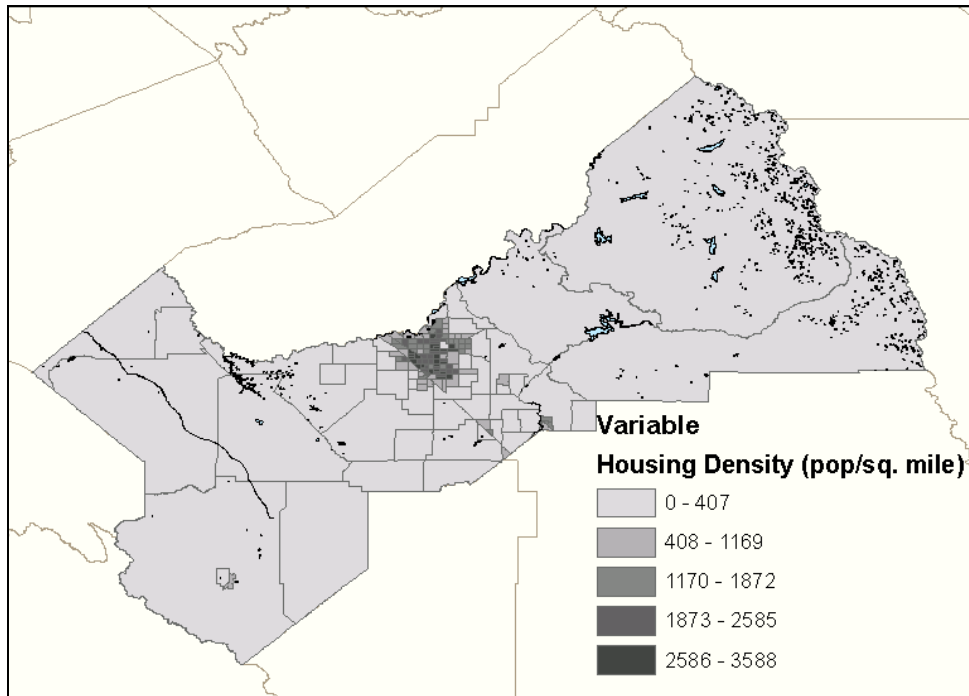 Variable
Housing Density (pop/sq. mile)
0 - 407
408 - 1169
1170 - 1872
1873 - 2585
2586 - 3588